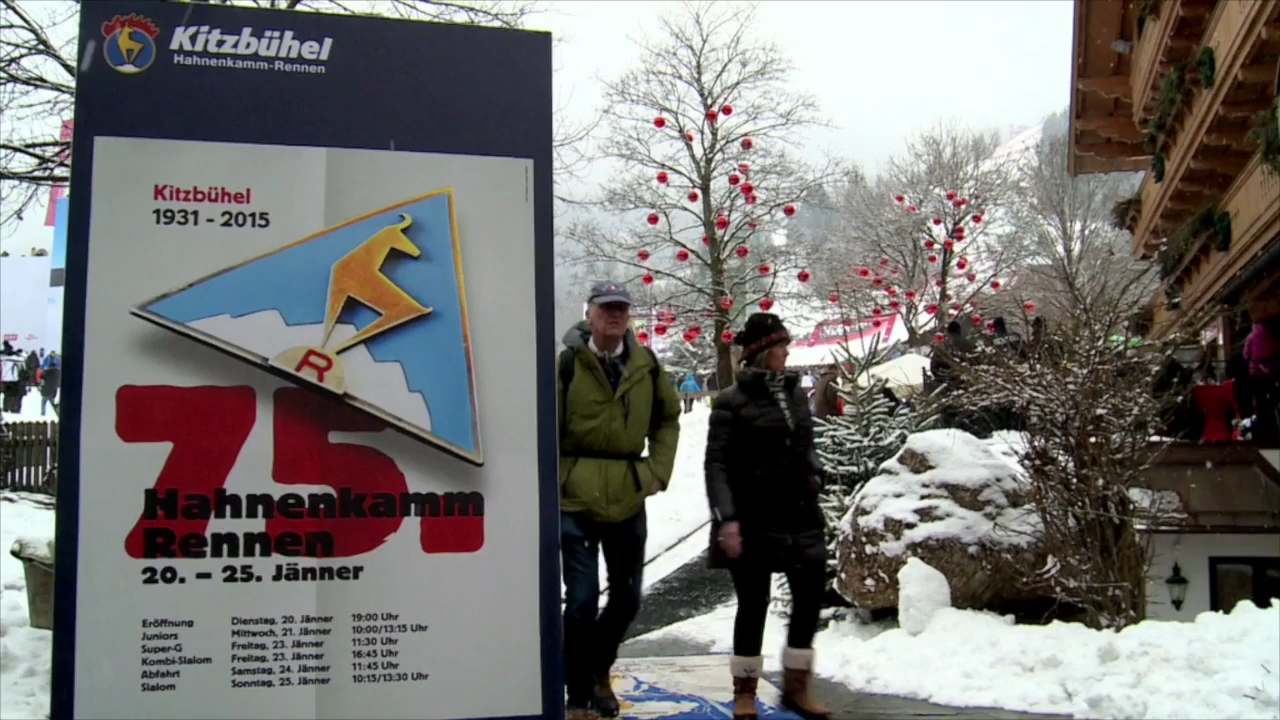 Kitzbühel
Hahnenkamm-Rennen
Kitzbühel
1931 - 2015
R
75.
Hahnenkamm
Rennen
20. – 25. Jänner
Eröffnung Dienstag, 20. Jänner 19:00 Uhr
Juniors Mittwoch, 21. Jänner 10:00/13:15 Uhr
Super-G Freitag, 23. Jänner 11:30 Uhr
Kombi-Slalom Freitag, 23. Jänner 16:45 Uhr
Abfahrt Samstag, 24. Jänner 11:45 Uhr
Slalom Sonntag, 25. Jänner 10:15/13:30 Uhr